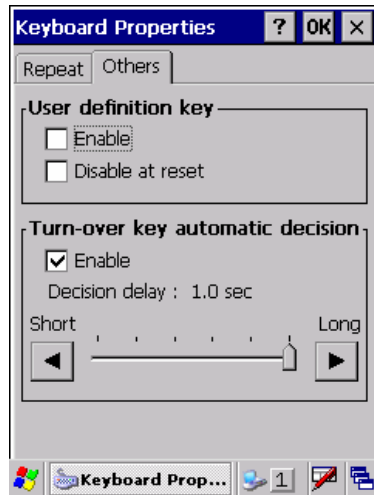 Keyboard Properties ? OK ×
Repeat Others
User definition key
Enable
Disable at reset
Turn-over key automatic decision
Enable
Decision delay : 1.0 sec
Short Long
Keyboard Prop... 1